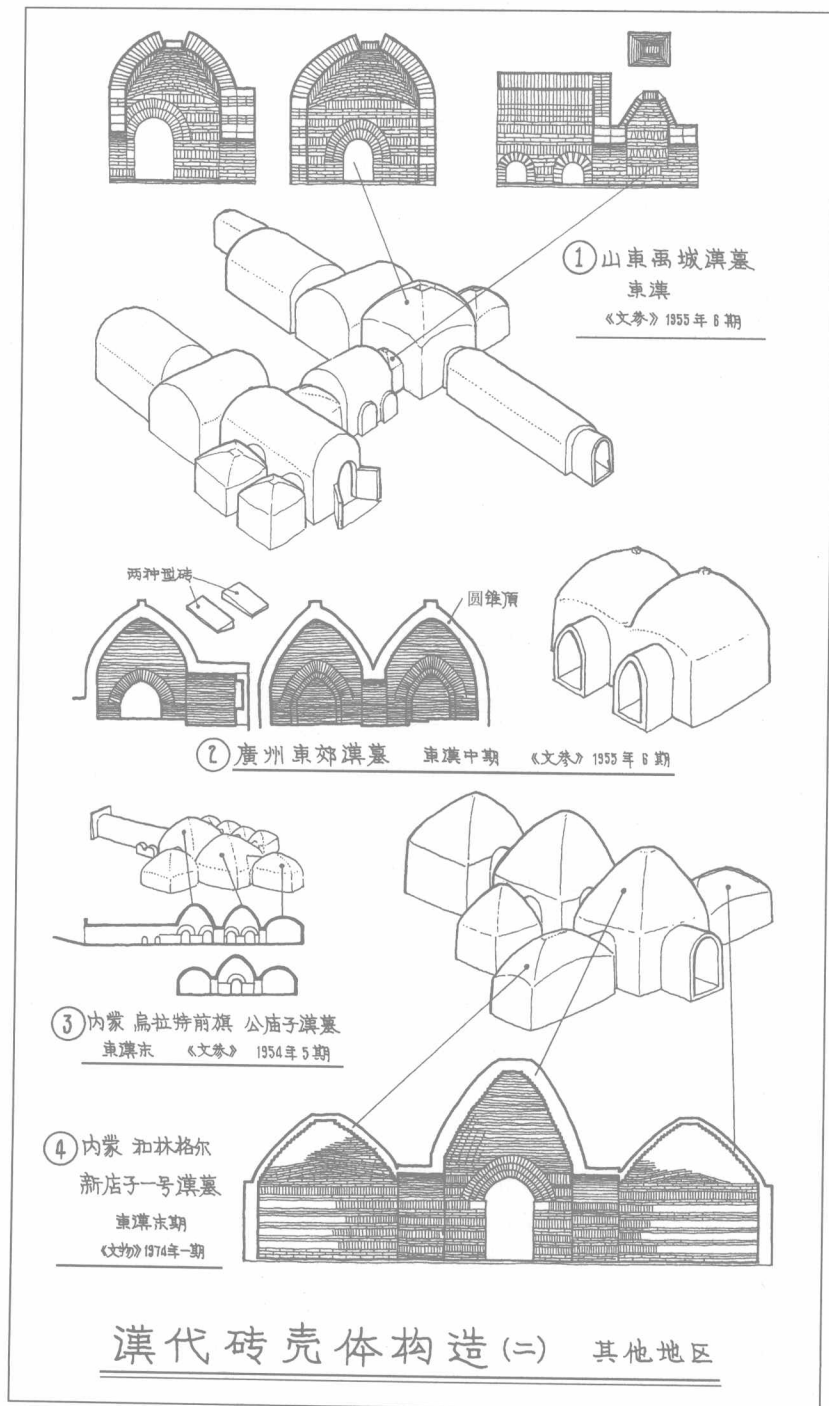 ① 山東禹城漢墓
東漢
《文叅》1955年6期
两种型砖
圆锥顶
② 廣州東郊漢墓 東漢中期 《文叅》1955年6期
③ 内蒙 烏拉特前旗 公庙子漢墓
東漢末 《文叅》 1954年5期
④ 内蒙 和林格尔
新店子一号漢墓
東漢末期
《文物》1974年一期
漢代砖壳体构造(二) 其他地区